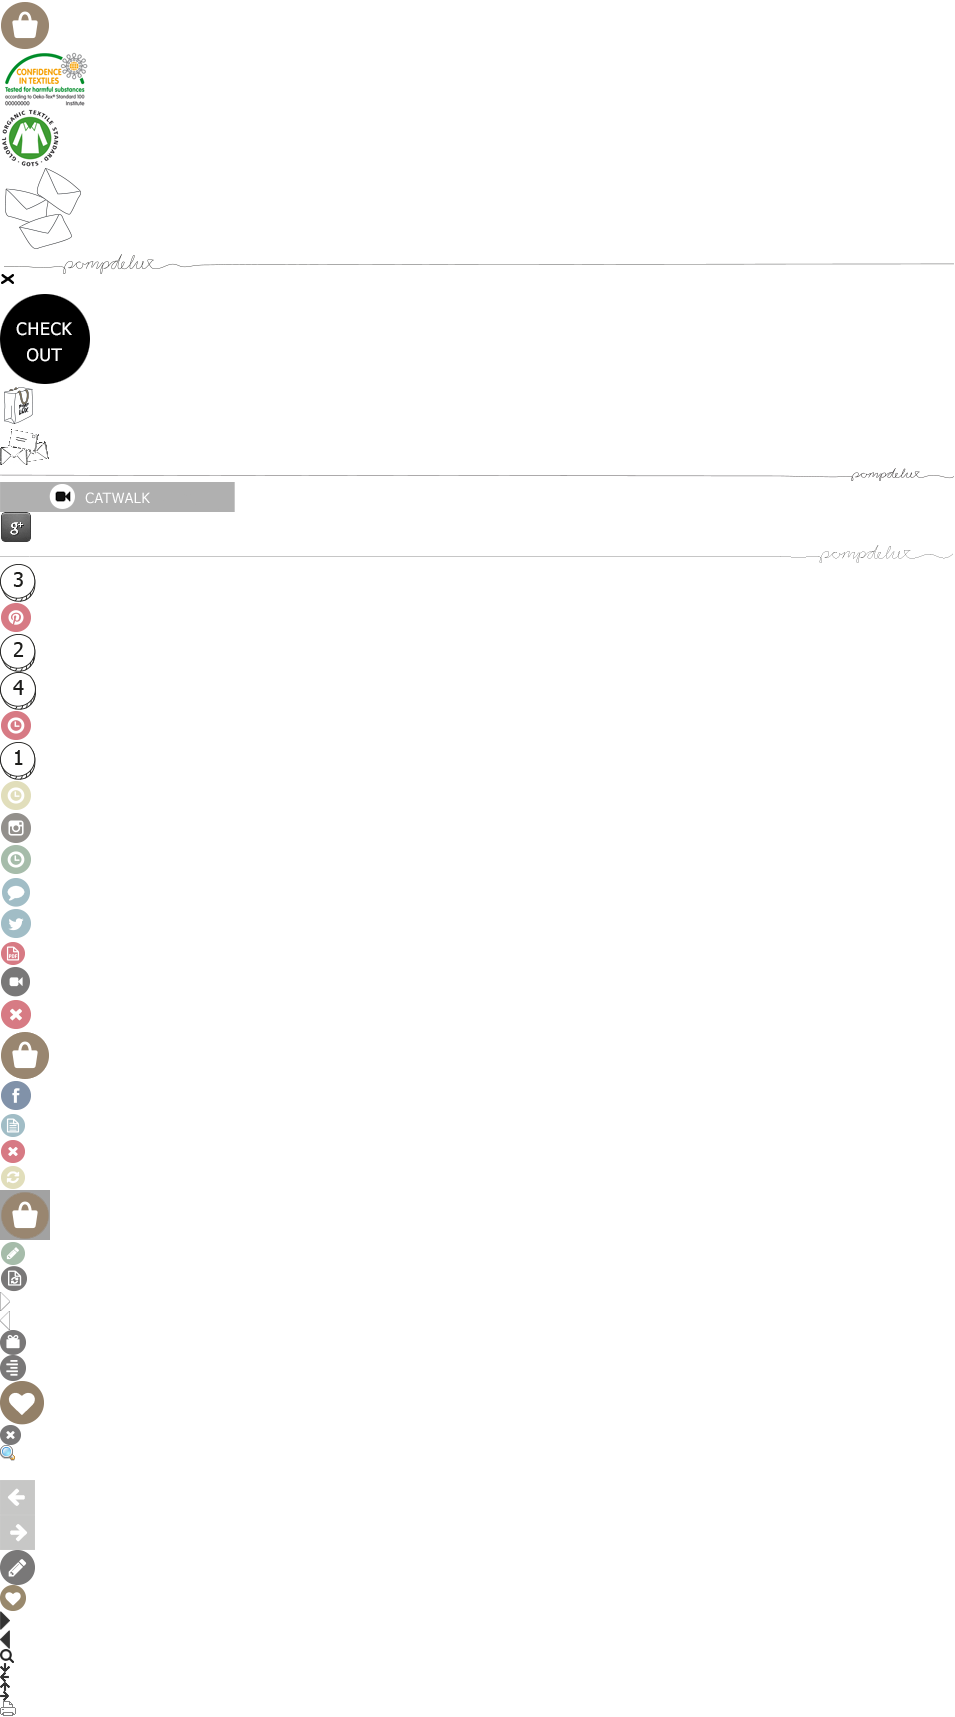 CONFIDENCE
IN TEXTILES
Tested for harmful substances
according to Oeko-Tex® Standard 100
00000000 Institute
GLOBAL ORGANIC TEXTILE STANDARD · GOTS ·
pompdelux
CHECK
OUT
pompdelux
CATWALK
g+
pompdelux
3
2
4
1
f
PDF